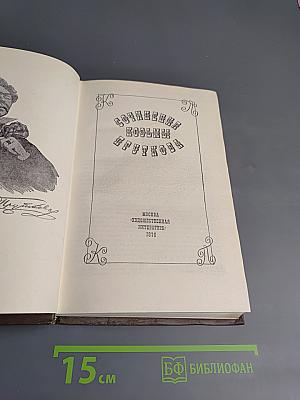 К П
СОЧИНЕНИЯ
КОЗЬМЫ
ПРУТКОВА
МОСКВА
«ХУДОЖЕСТВЕННАЯ
ЛИТЕРАТУРА»
К П
15 СМ
БФ БИБЛИОФАН